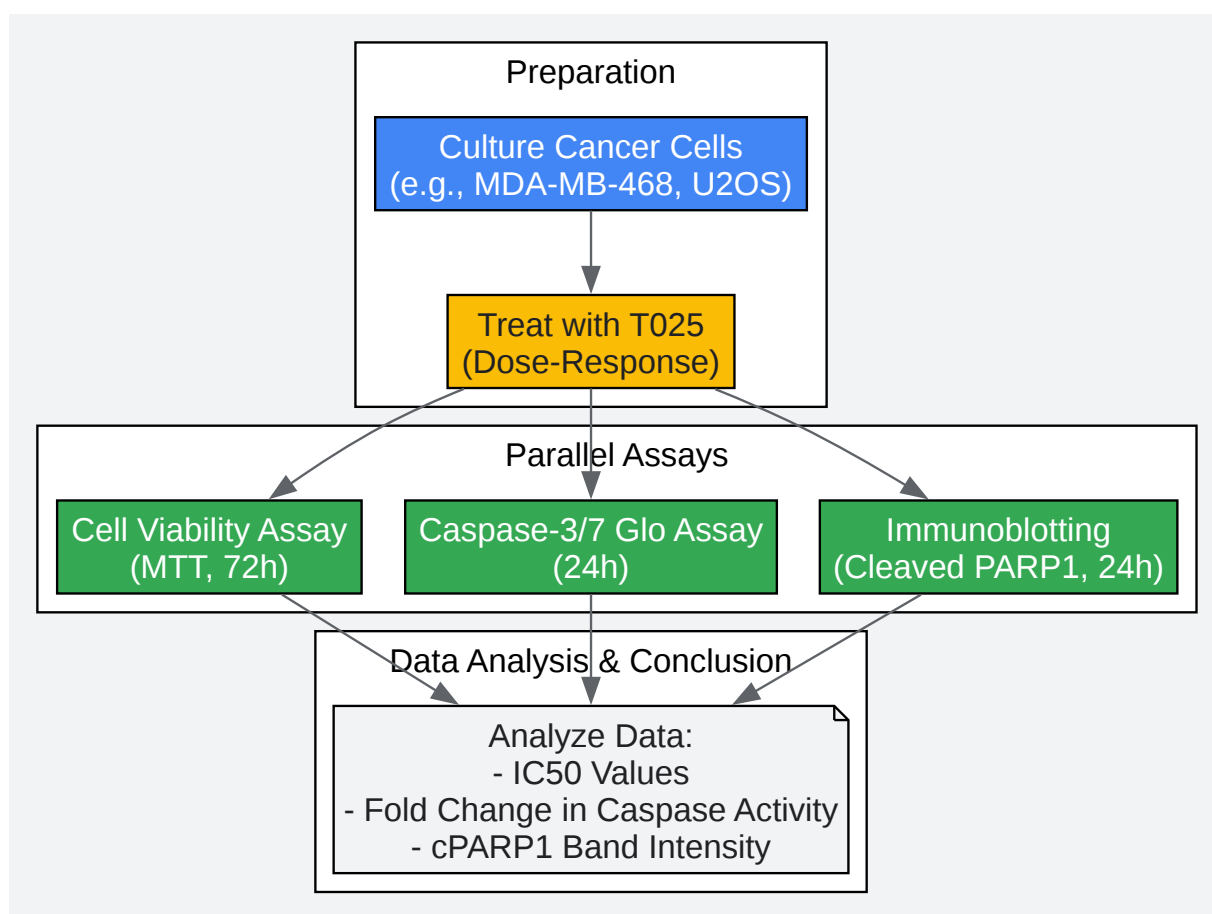 Preparation
Culture Cancer Cells
(e.g., MDA-MB-468, U2OS)
Treat with T025
(Dose-Response)
Parallel Assays
Cell Viability Assay
(MTT, 72h)
Caspase-3/7 Glo Assay
(24h)
Immunoblotting
(Cleaved PARP1, 24h)
Data Analysis & Conclusion
Analyze Data:
- IC50 Values
- Fold Change in Caspase Activity
- cPARP1 Band Intensity